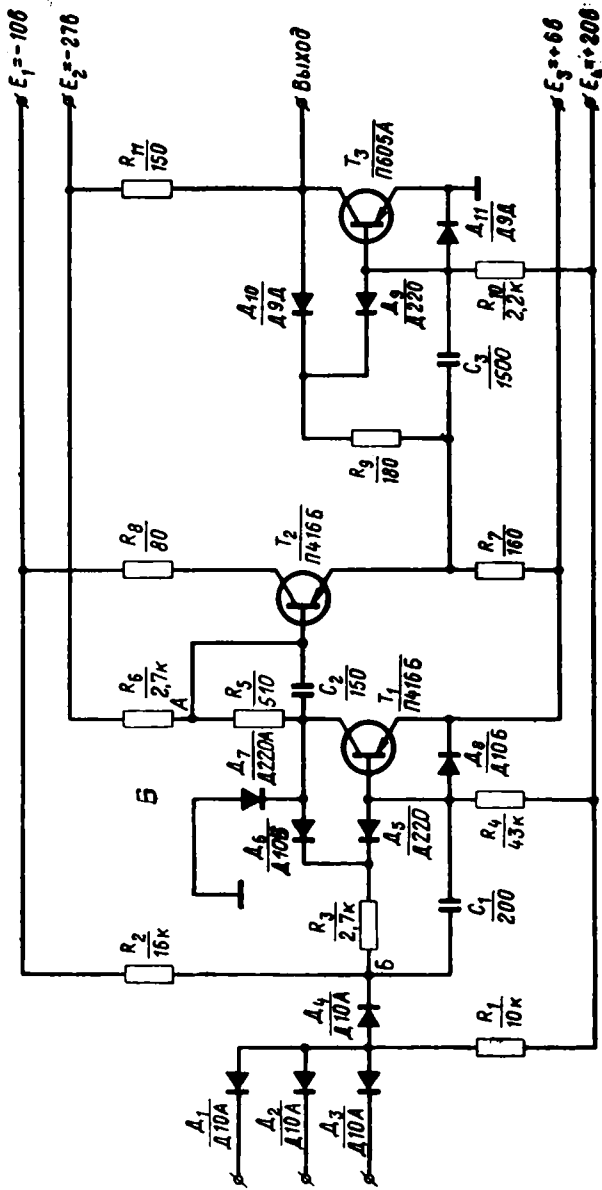 E₁=-10в
E₂=-27в
Выход
E₃=+6в
E₄=+20в
R₁₁
150
T₃
П605А
Д₁₁
Д9Д
Д₁₀
Д9Д
Д₉
Д220
R₁₀
2,2к
C₃
1500
R₉
180
R₈
80
T₂
П416Б
R₇
160
R₆
2,7к
А
R₅
510
C₂
150
T₁
П416Б
Д₇
Д220А
Д₈
Д10Б
Б
Д₆
Д10Б
Д₅
Д220
R₄
43к
R₂
16к
R₃
2,7к
C₁
200
Б
Д₄
Д10А
R₁
10к
Д₁
Д10А
Д₂
Д10А
Д₃
Д10А